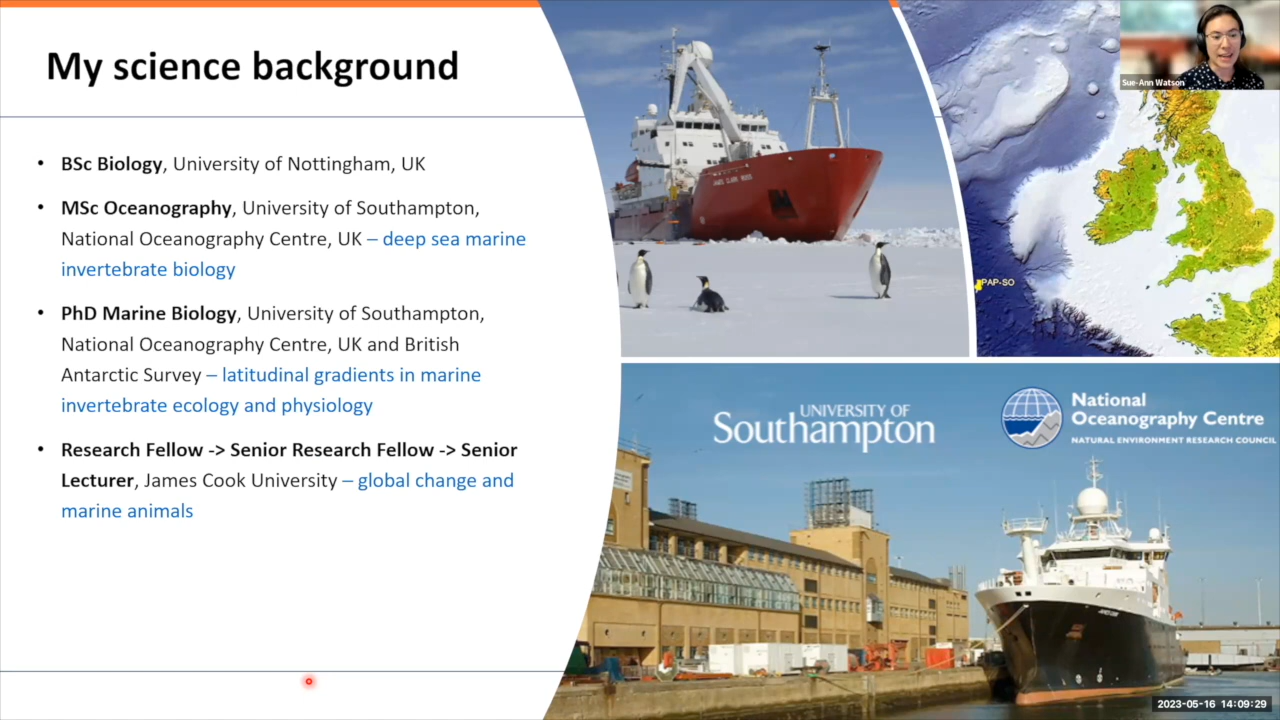 My science background
• BSc Biology, University of Nottingham, UK
• MSc Oceanography, University of Southampton,
National Oceanography Centre, UK – deep sea marine
invertebrate biology
• PhD Marine Biology, University of Southampton,
National Oceanography Centre, UK and British
Antarctic Survey – latitudinal gradients in marine
invertebrate ecology and physiology
• Research Fellow -> Senior Research Fellow -> Senior
Lecturer, James Cook University – global change and
marine animals
JAMES CLARK ROSS
PAP-SO
Sue-Ann Watson
UNIVERSITY OF
Southampton
National
Oceanography Centre
NATURAL ENVIRONMENT RESEARCH COUNCIL
2023-05-16 14:09:29